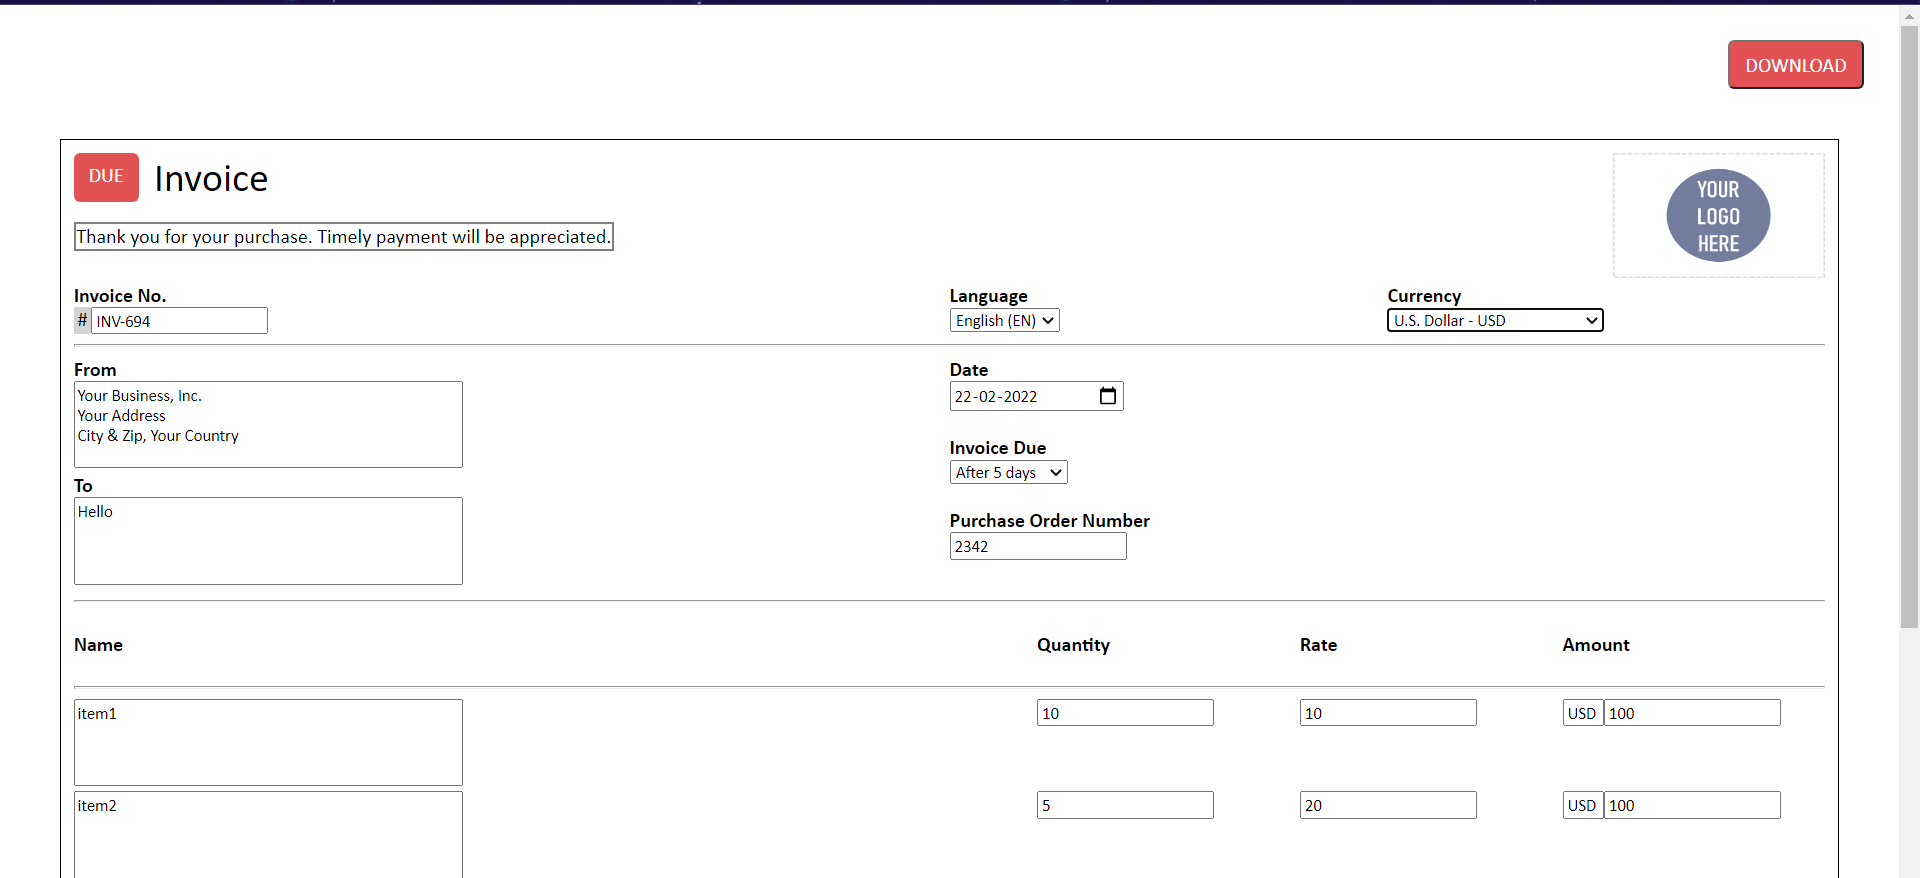 DOWNLOAD
DUE Invoice
YOUR
LOGO
HERE
Thank you for your purchase. Timely payment will be appreciated.
Invoice No. Language Currency
# INV-694 English (EN) U.S. Dollar - USD
From Date
Your Business, Inc. 22-02-2022
Your Address
City & Zip, Your Country
Invoice Due
After 5 days
To
Hello
Purchase Order Number
2342
Name Quantity Rate Amount
item1 10 10 USD 100
item2 5 20 USD 100